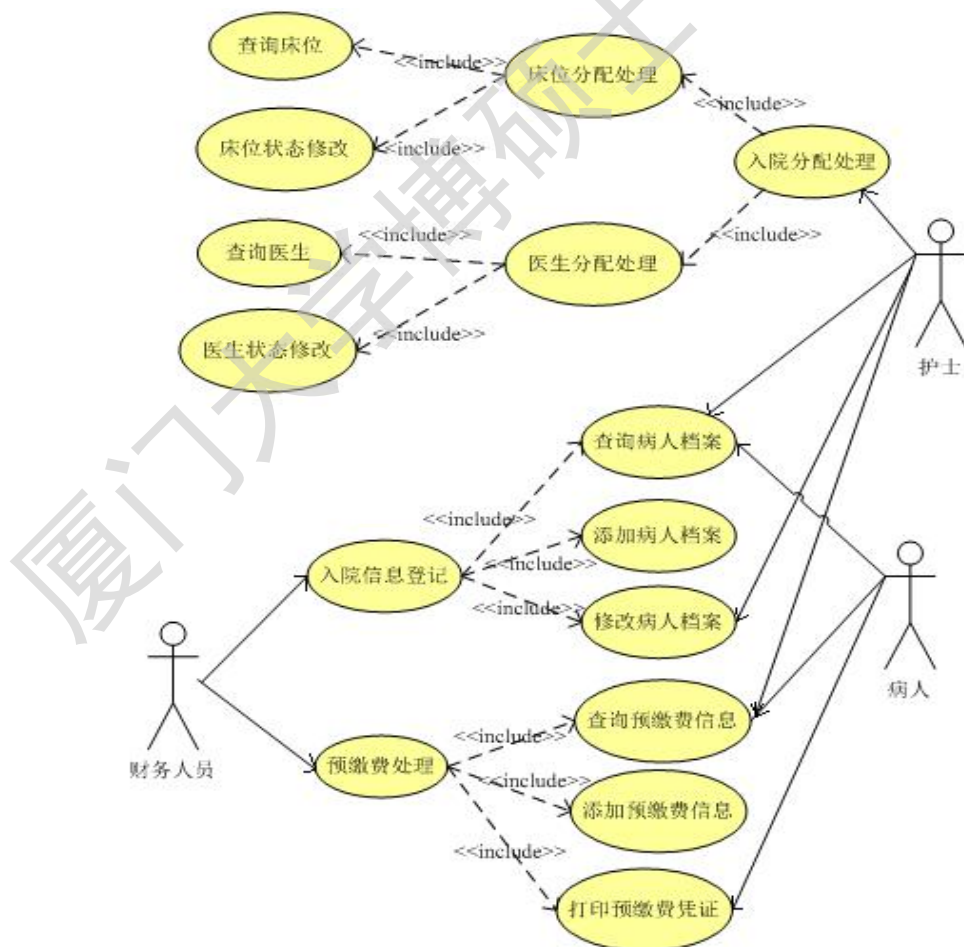 查询床位
<<include>>
床位分配处理
<<include>>
床位状态修改
<<include>>
入院分配处理
查询医生
<<include>>
医生分配处理
<<include>>
医生状态修改
<<include>>
护士
查询病人档案
<<include>>
添加病人档案
<<include>>
入院信息登记
<<include>>
修改病人档案
病人
查询预缴费信息
<<include>>
财务人员
预缴费处理
<<include>>
添加预缴费信息
<<include>>
打印预缴费凭证
厦门大学博硕士